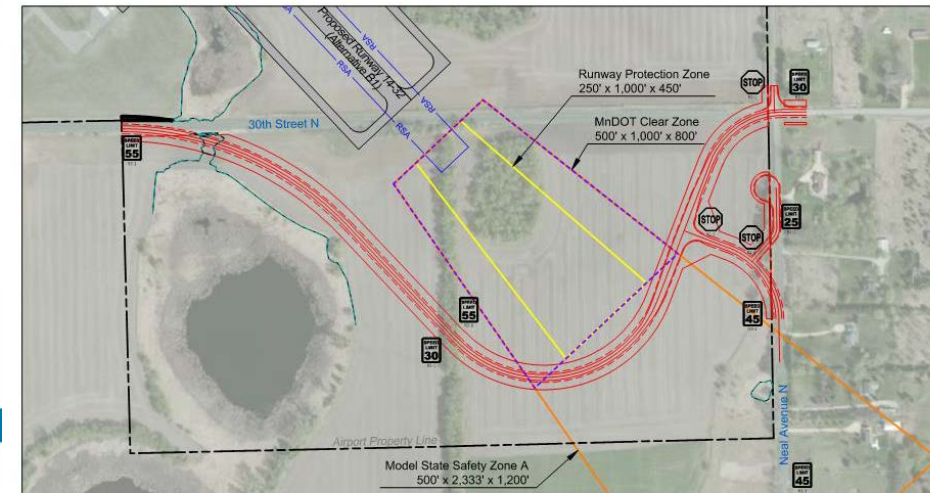 Proposed Runway 14-32
(Alternative B1)
RSA
RSA
RSA
RSA
Runway Protection Zone
250' x 1,000' x 450'
MnDOT Clear Zone
500' x 1,000' x 800'
STOP
SPEED
LIMIT
30
30th Street N
SPEED
LIMIT
55
STOP
STOP
SPEED
LIMIT
25
SPEED
LIMIT
55
SPEED
LIMIT
30
SPEED
LIMIT
45
Neal Avenue N
Airport Property Line
Model State Safety Zone A
500' x 2,333' x 1,200'
SPEED
LIMIT
45